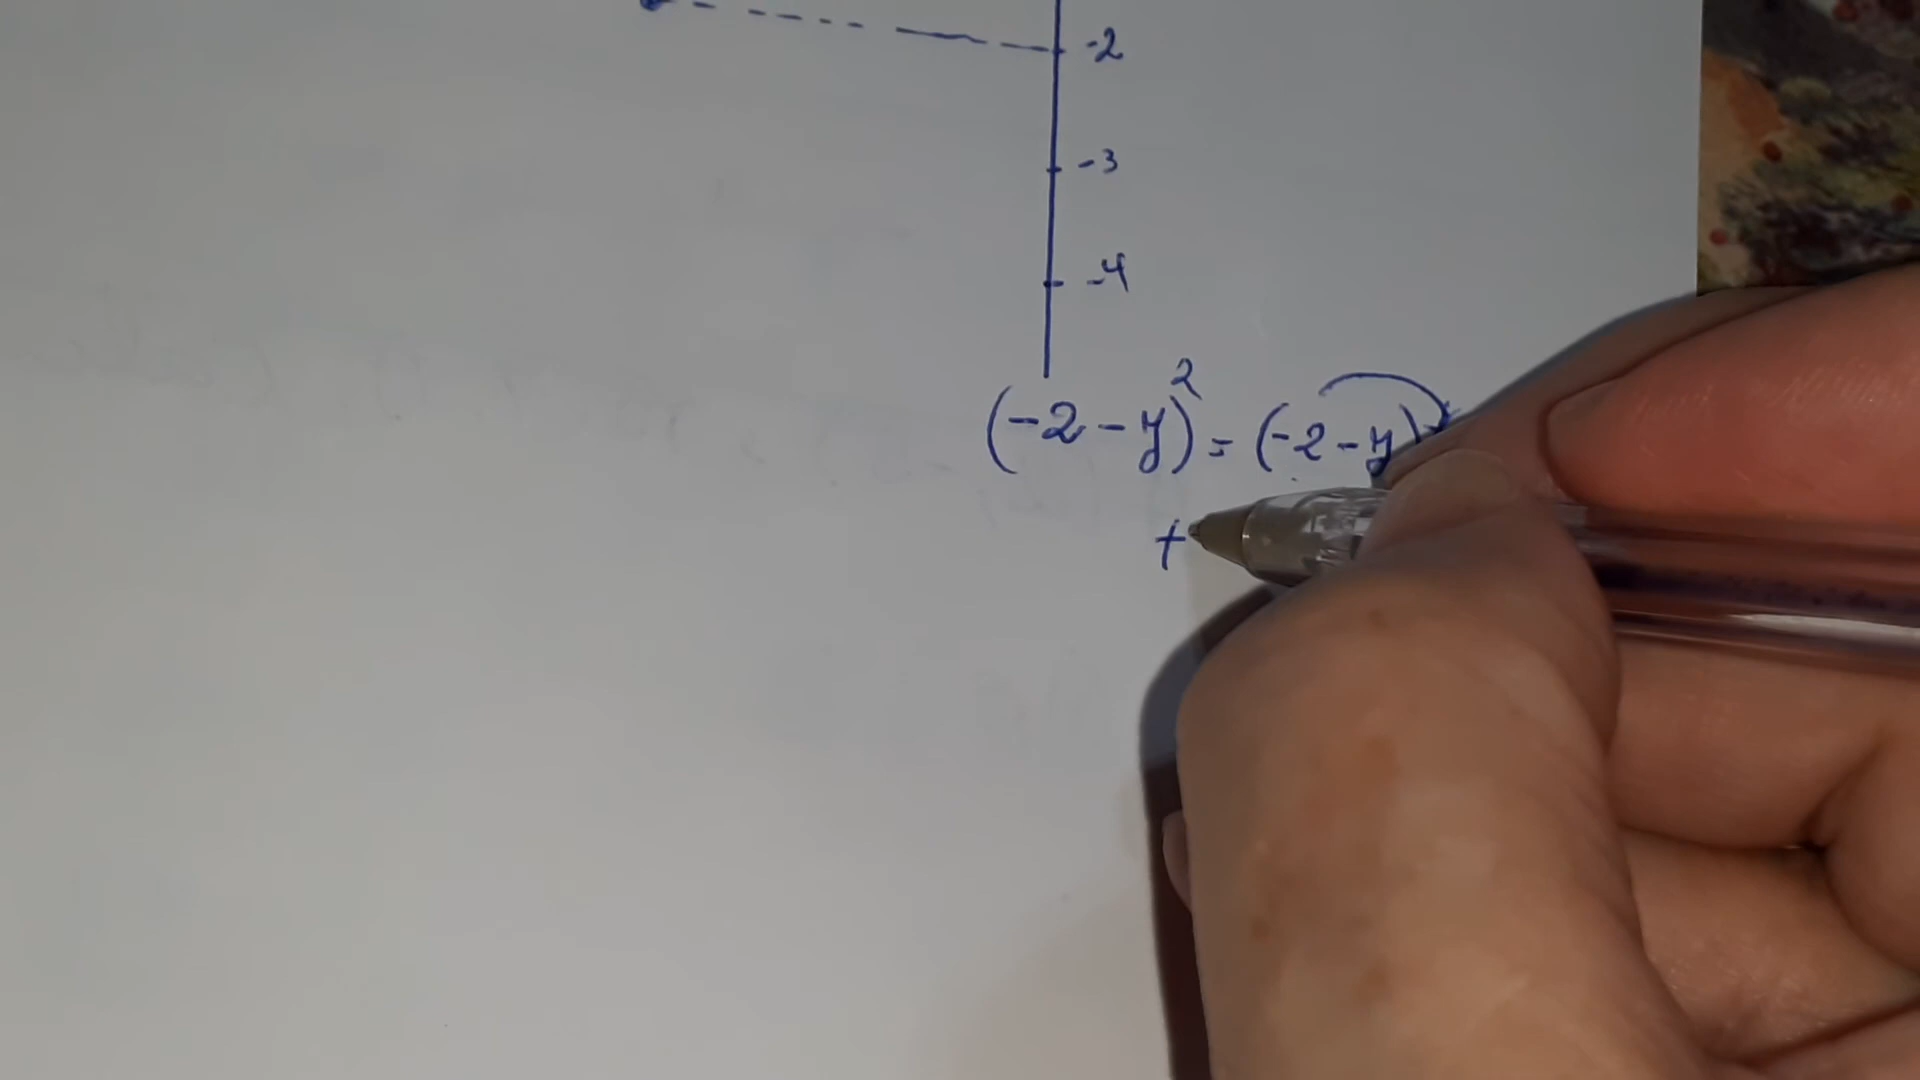 -2
-3
-4
(-2-y)² = (-2-y)
+